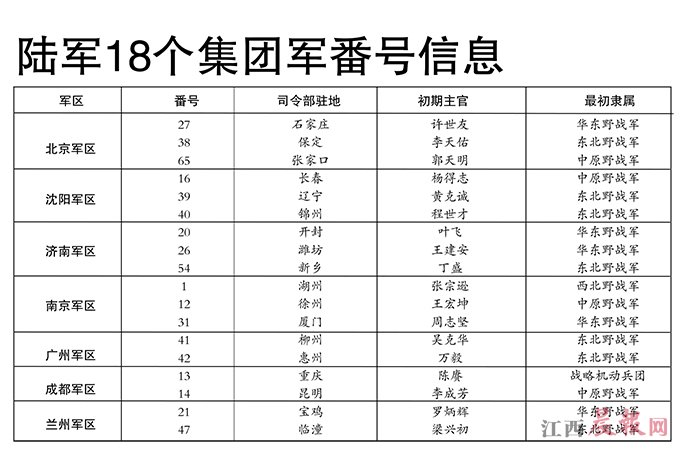 陆军18个集团军番号信息
军区 番号 司令部驻地 初期主官 最初隶属
北京军区 27 石家庄 许世友 华东野战军
38 保定 李天佑 东北野战军
65 张家口 郭天明 中原野战军
沈阳军区 16 长春 杨得志 中原野战军
39 辽宁 黄克诚 东北野战军
40 锦州 程世才 东北野战军
济南军区 20 开封 叶飞 华东野战军
26 潍坊 王建安 华东野战军
54 新乡 丁盛 东北野战军
南京军区 1 湖州 张宗逊 西北野战军
12 徐州 王宏坤 中原野战军
31 厦门 周志坚 华东野战军
广州军区 41 柳州 吴克华 东北野战军
42 惠州 万毅 东北野战军
成都军区 13 重庆 陈赓 战略机动兵团
14 昆明 李成芳 中原野战军
兰州军区 21 宝鸡 罗炳辉 华东野战军
47 临潼 梁兴初 东北野战军
江西晨报网